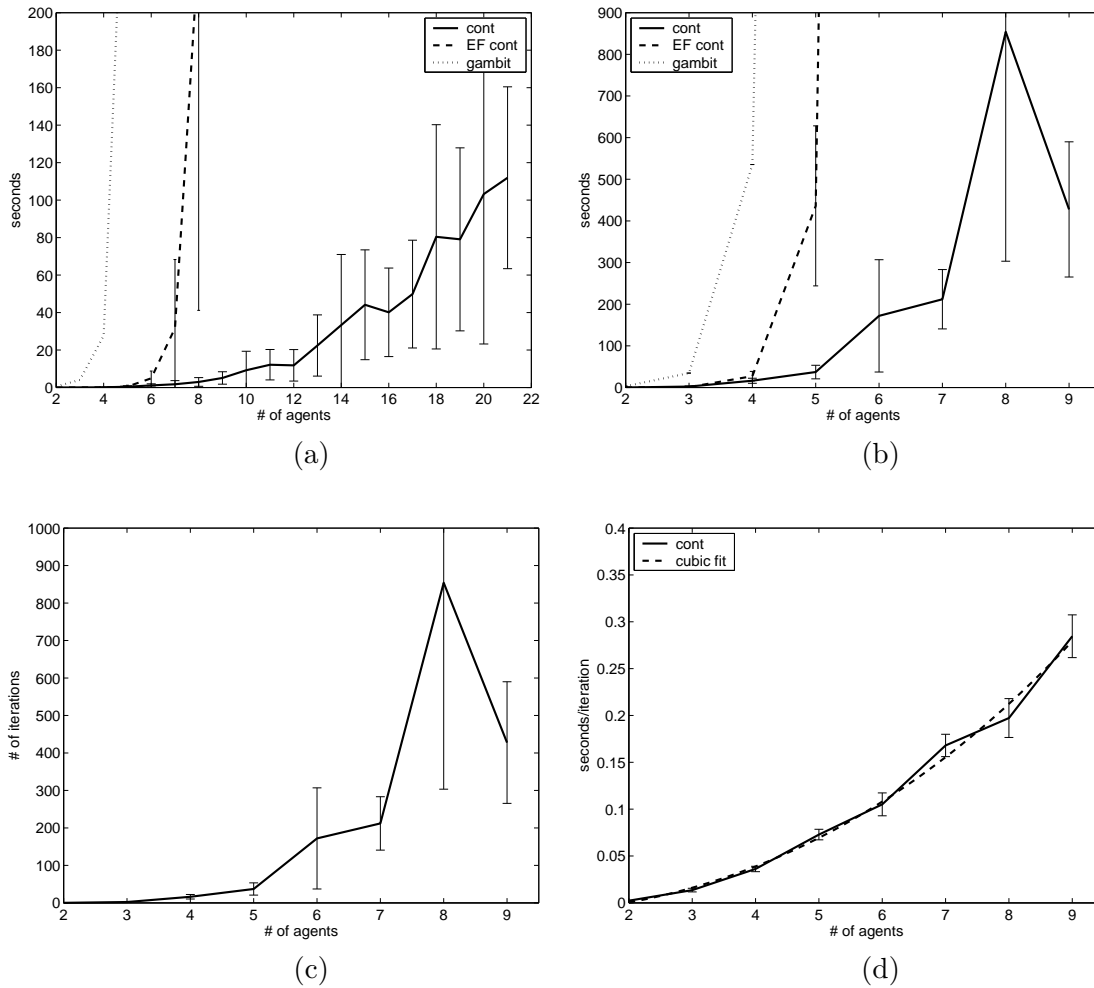 200
180
160
140
120
100
80
60
40
20
0
seconds
cont
EF cont
gambit
2 4 6 8 10 12 14 16 18 20 22
# of agents
(a)
900
800
700
600
500
400
300
200
100
0
seconds
cont
EF cont
gambit
2 3 4 5 6 7 8 9
# of agents
(b)
1000
900
800
700
600
500
400
300
200
100
0
# of iterations
2 3 4 5 6 7 8 9
# of agents
(c)
0.4
0.35
0.3
0.25
0.2
0.15
0.1
0.05
0
seconds/iteration
cont
cubic fit
2 3 4 5 6 7 8 9
# of agents
(d)